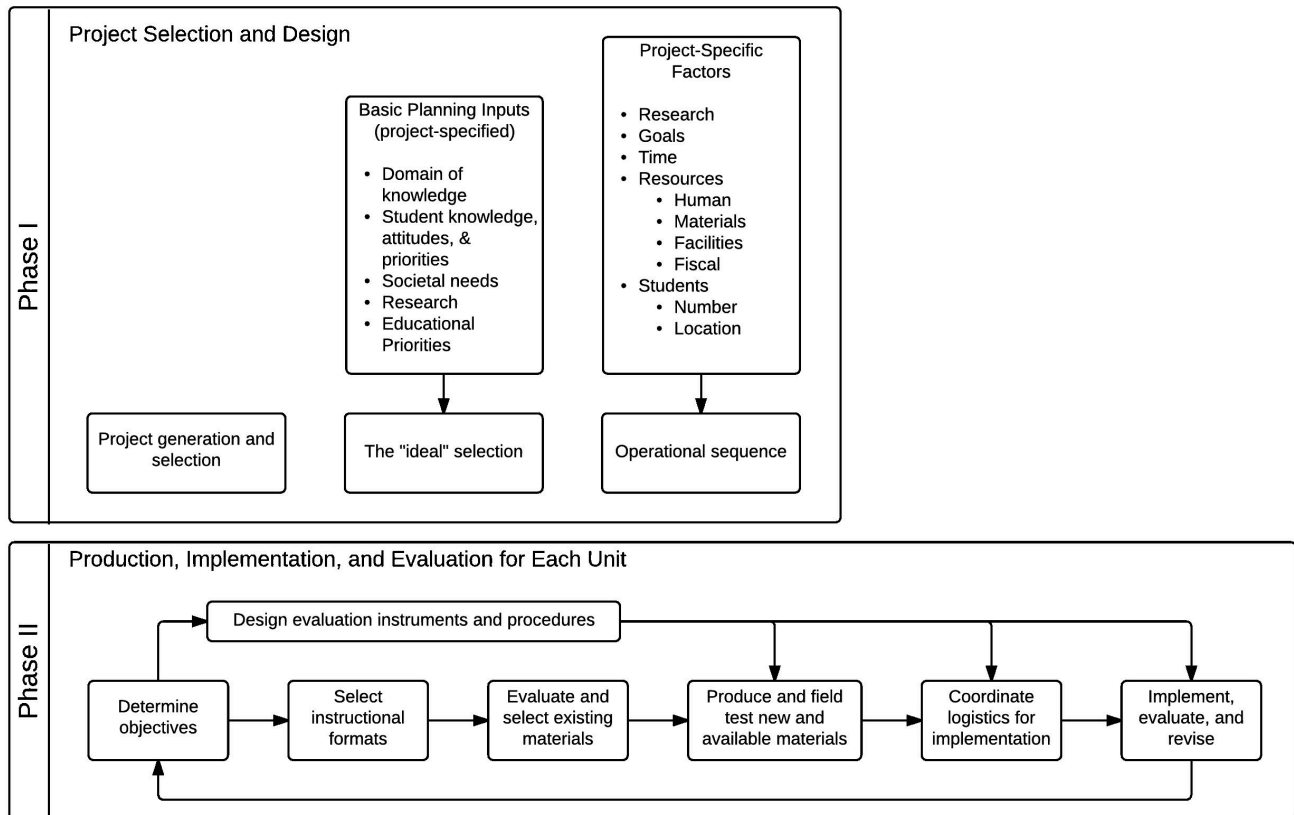 Phase I
Project Selection and Design
Basic Planning Inputs
(project-specified)
• Domain of
knowledge
• Student knowledge,
attitudes, &
priorities
• Societal needs
• Research
• Educational
Priorities
Project-Specific
Factors
• Research
• Goals
• Time
• Resources
• Human
• Materials
• Facilities
• Fiscal
• Students
• Number
• Location
Project generation and
selection
The "ideal" selection
Operational sequence
Phase II
Production, Implementation, and Evaluation for Each Unit
Design evaluation instruments and procedures
Determine
objectives
Select
instructional
formats
Evaluate and
select existing
materials
Produce and field
test new and
available materials
Coordinate
logistics for
implementation
Implement,
evaluate, and
revise